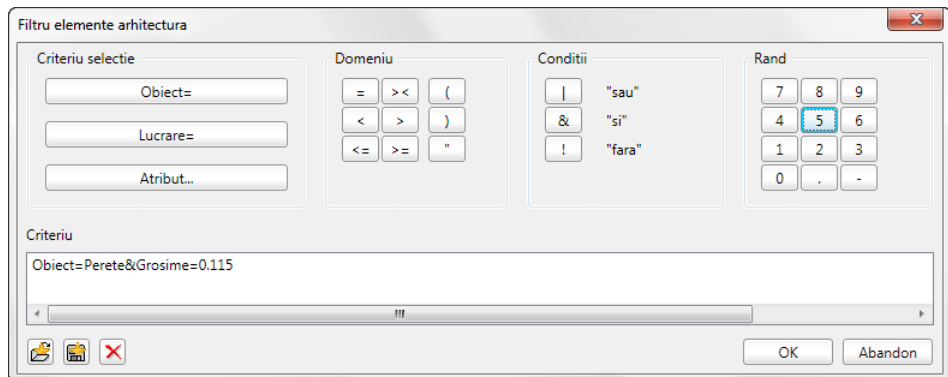 Filtru elemente arhitectura
Criteriu selectie
Obiect=
Lucrare=
Atribut...
Domeniu
= >< (
< > )
<= >= "
Conditii
| "sau"
& "si"
! "fara"
Rand
7 8 9
4 5 6
1 2 3
0 . -
Criteriu
Obiect=Perete&Grosime=0.115
OK Abandon